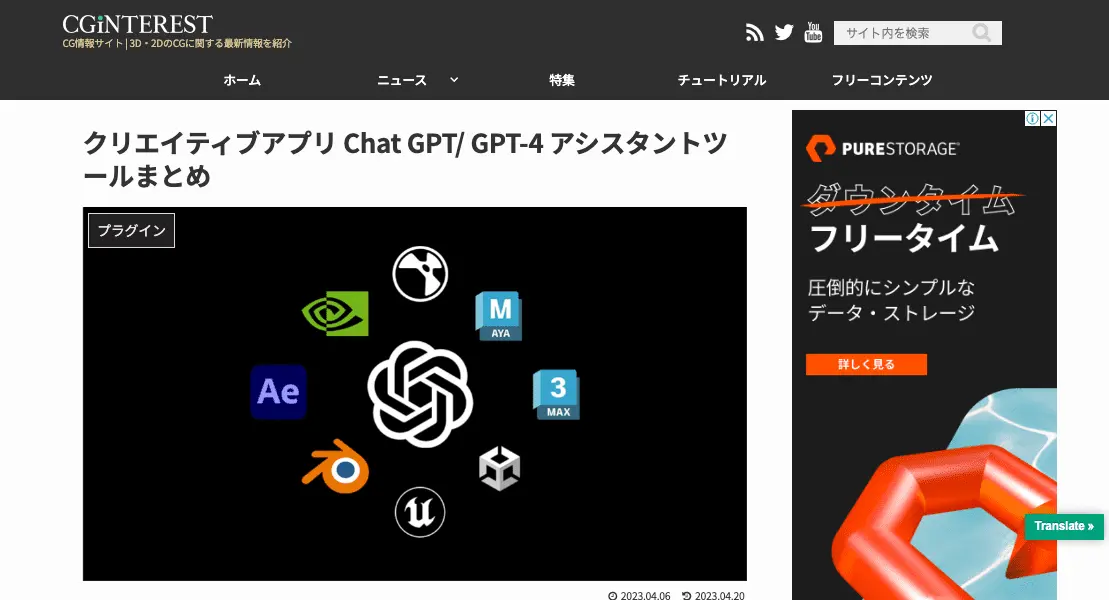 CGiNTEREST
CG情報サイト | 3D・2DのCGに関する最新情報を紹介
You
Tube
サイト内を検索
ホーム
ニュース
特集
チュートリアル
フリーコンテンツ
クリエイティブアプリ Chat GPT/ GPT-4 アシスタントツ
ールまとめ
プラグイン
M
AYA
Ae
3
MAX
PURESTORAGE
ダウンタイム
フリータイム
圧倒的にシンプルな
データ・ストレージ
詳しく見る
Translate »
2023.04.06
2023.04.20